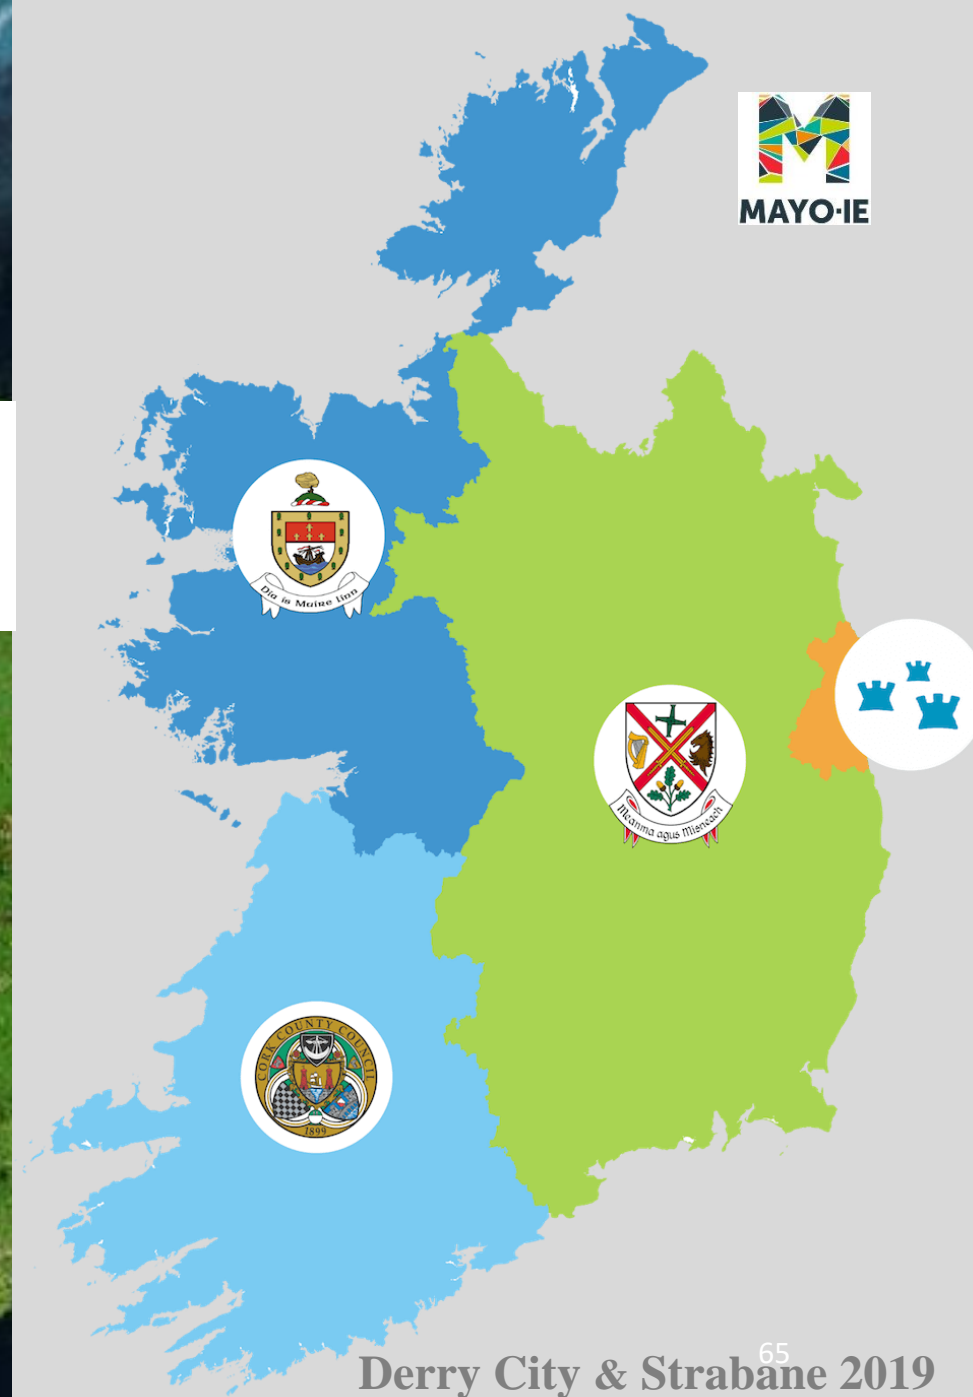 MAYO·IE
Dia is Muire linn
Meanma agus Misneach
CORK COUNTY COUNCIL
1899
65
Derry City & Strabane 2019